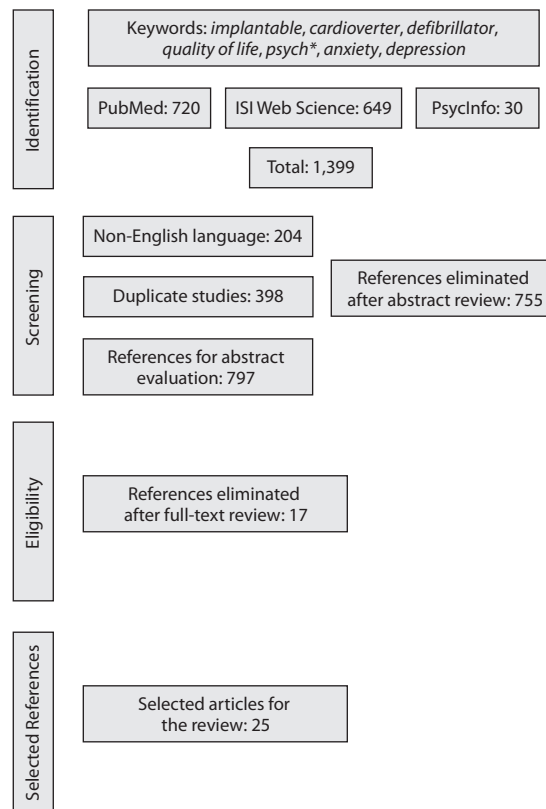 Identification
Keywords: implantable, cardioverter, defibrillator,
quality of life, psych*, anxiety, depression
PubMed: 720
ISI Web Science: 649
PsycInfo: 30
Total: 1,399
Screening
Non-English language: 204
Duplicate studies: 398
References eliminated
after abstract review: 755
References for abstract
evaluation: 797
Eligibility
References eliminated
after full-text review: 17
Selected References
Selected articles for
the review: 25